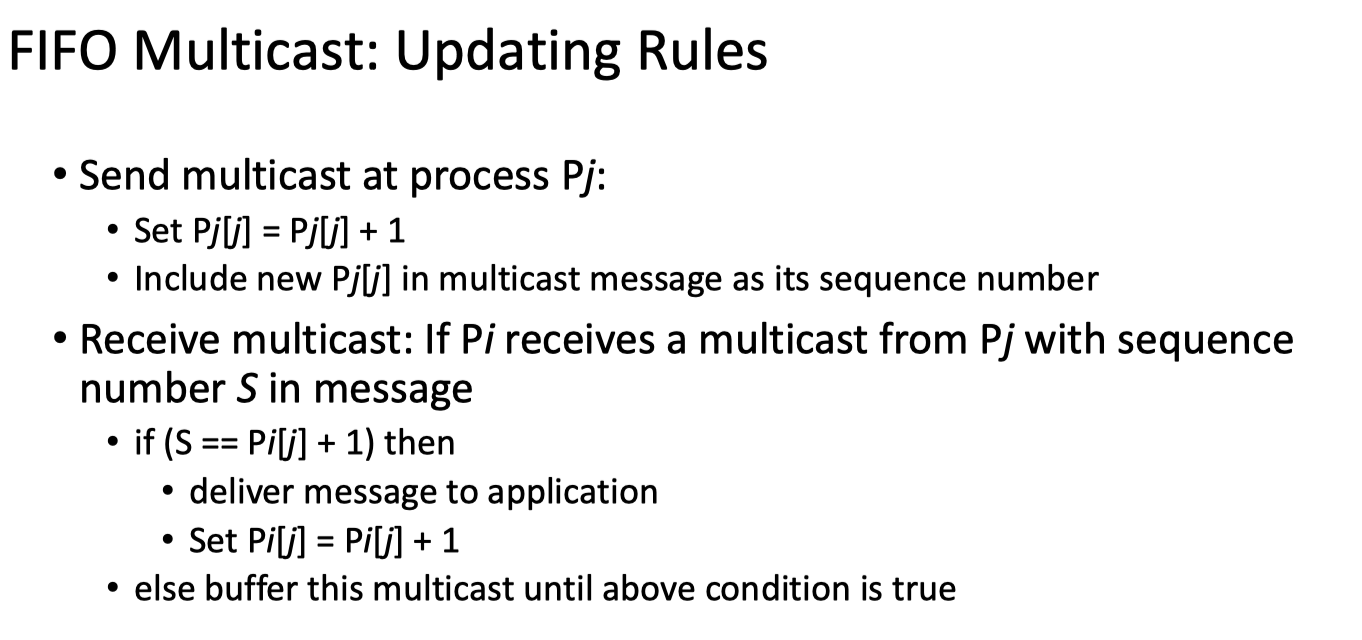 FIFO Multicast: Updating Rules
• Send multicast at process Pj:
• Set Pj[j] = Pj[j] + 1
• Include new Pj[j] in multicast message as its sequence number
• Receive multicast: If Pi receives a multicast from Pj with sequence
number S in message
• if (S == Pi[j] + 1) then
• deliver message to application
• Set Pi[j] = Pi[j] + 1
• else buffer this multicast until above condition is true